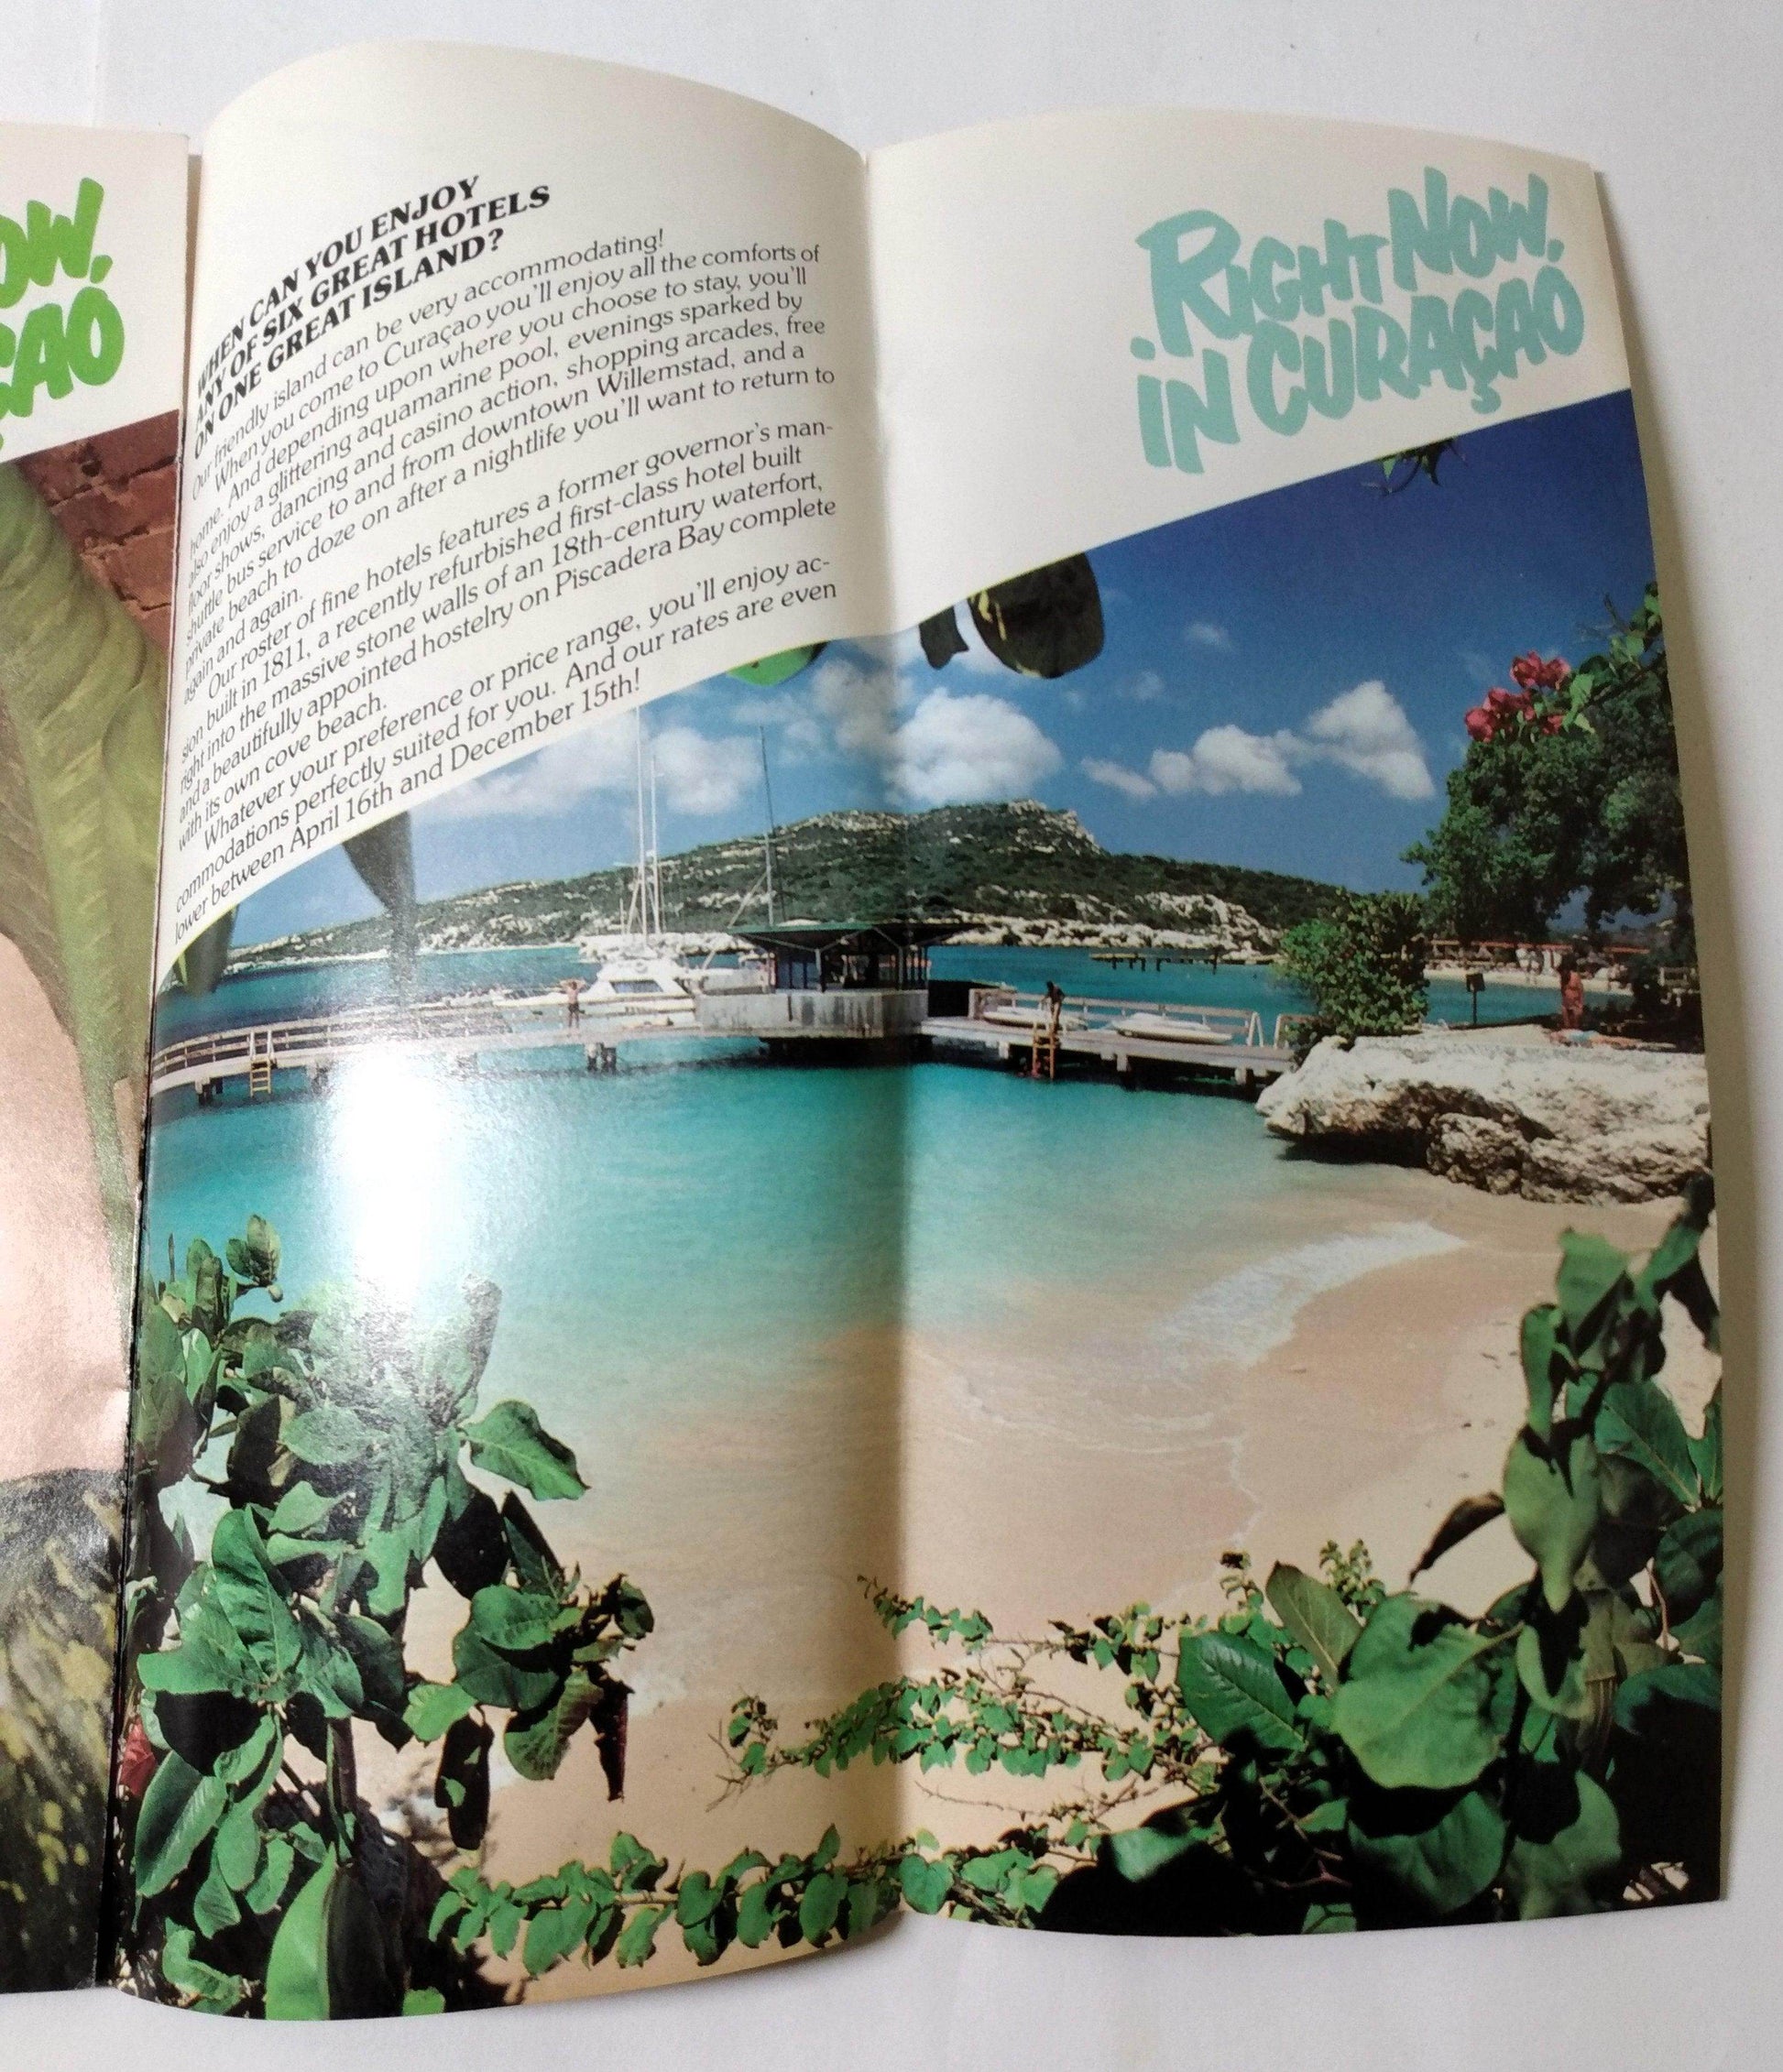 OW.
ÇAO
WHEN CAN YOU ENJOY
ANY OF SIX GREAT HOTELS
ON ONE GREAT ISLAND?
Our friendly island can be very accommodating!
When you come to Curaçao you'll enjoy all the comforts of
home. And depending upon where you choose to stay, you'll
also enjoy a glittering aquamarine pool, evenings sparked by
floor shows, dancing and casino action, shopping arcades, free
shuttle bus service to and from downtown Willemstad, and a
private beach to doze on after a nightlife you'll want to return to
again and again.
Our roster of fine hotels features a former governor's man-
sion built in 1811, a recently refurbished first-class hotel built
right into the massive stone walls of an 18th-century waterfort,
and a beautifully appointed hostelry on Piscadera Bay complete
with its own cove beach.
Whatever your preference or price range, you'll enjoy ac-
commodations perfectly suited for you. And our rates are even
lower between April 16th and December 15th!
RIGHT NOW.
IN CURAÇAO